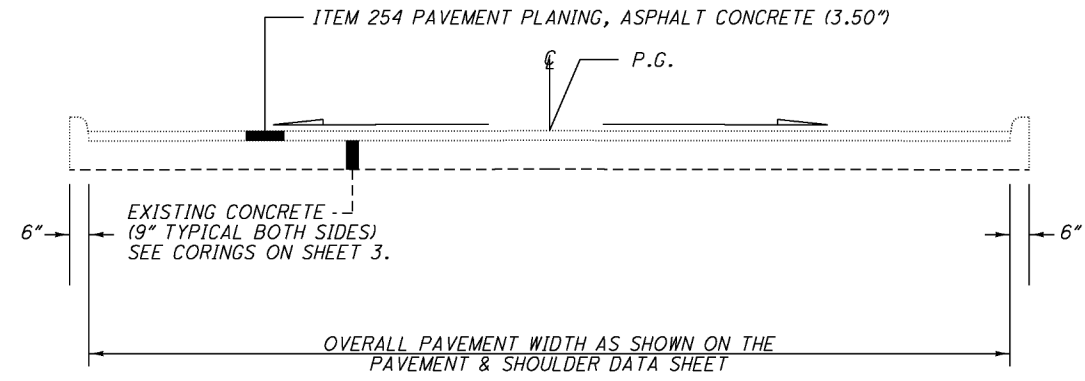 ITEM 254 PAVEMENT PLANING, ASPHALT CONCRETE (3.50")
℄ P.G.
EXISTING CONCRETE
(9" TYPICAL BOTH SIDES)
SEE CORINGS ON SHEET 3.
6" 6"
OVERALL PAVEMENT WIDTH AS SHOWN ON THE
PAVEMENT & SHOULDER DATA SHEET